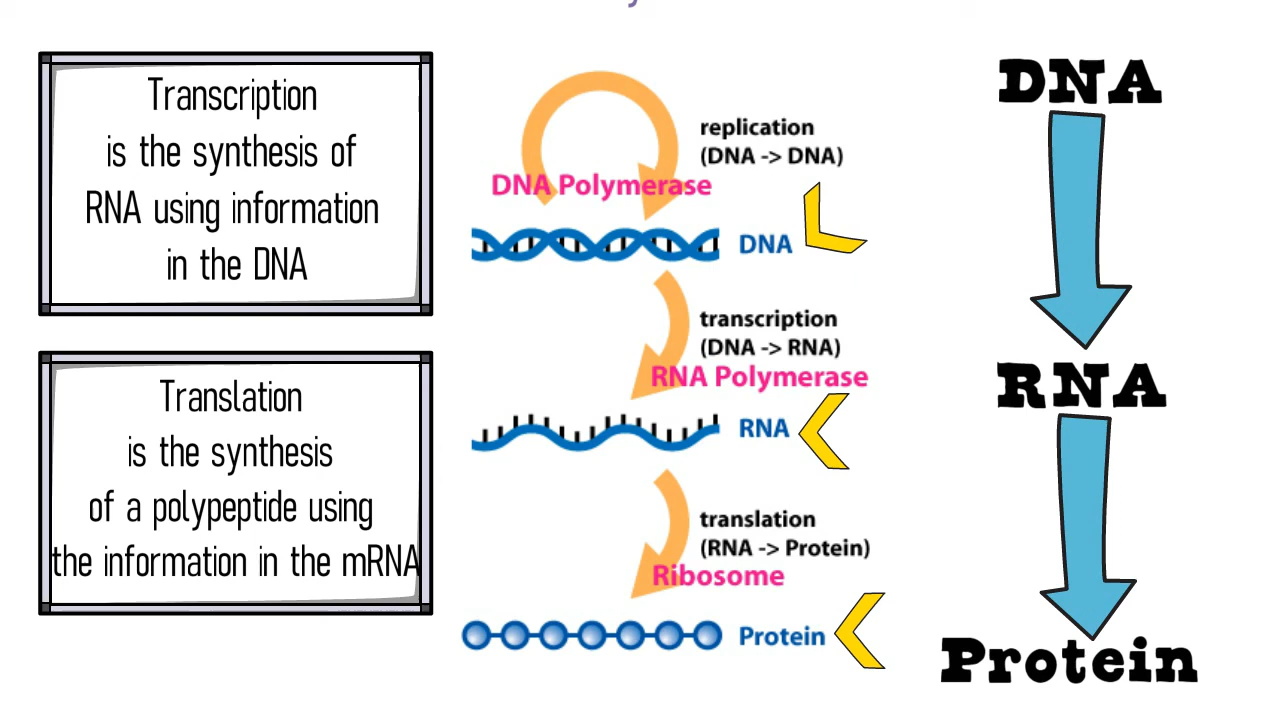 Transcription
is the synthesis of
RNA using information
in the DNA
Translation
is the synthesis
of a polypeptide using
the information in the mRNA
replication
(DNA -> DNA)
DNA Polymerase
DNA
transcription
(DNA -> RNA)
RNA Polymerase
RNA
translation
(RNA -> Protein)
Ribosome
Protein
DNA
RNA
Protein